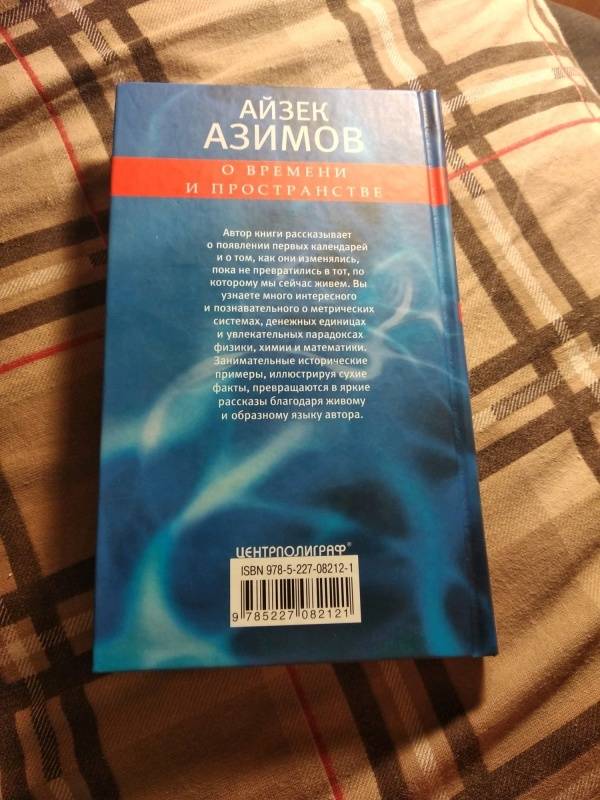 АЙЗЕК
АЗИМОВ
О ВРЕМЕНИ
И ПРОСТРАНСТВЕ
Автор книги рассказывает
о появлении первых календарей
и о том, как они изменялись,
пока не превратились в тот, по
которому мы сейчас живем. Вы
узнаете много интересного
и познавательного о метрических
системах, денежных единицах
и увлекательных парадоксах
физики, химии и математики.
Занимательные исторические
примеры, иллюстрируя сухие
факты, превращаются в яркие
рассказы благодаря живому
и образному языку автора.
ЦЕНТРПОЛИГРАФ®
ISBN 978-5-227-08212-1
9 785227 082121